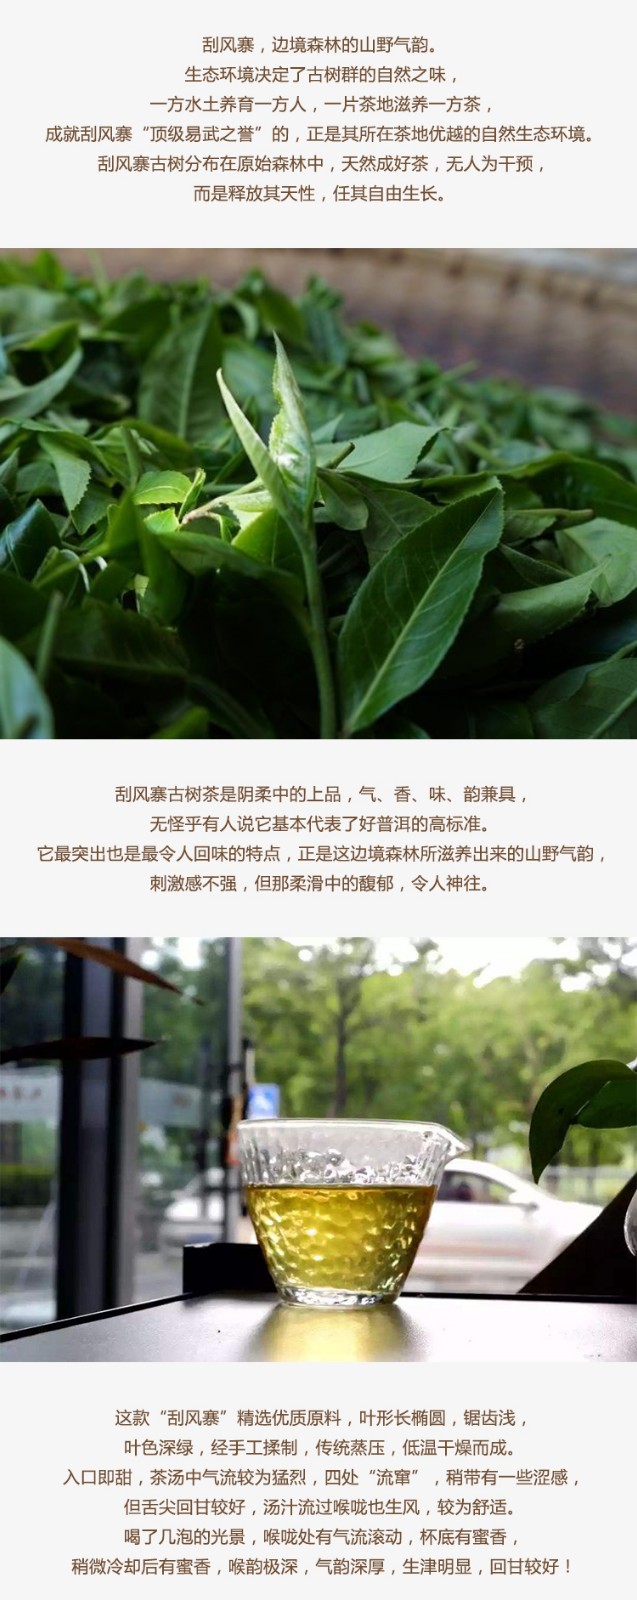 刮风寨，边境森林的山野气韵。
生态环境决定了古树群的自然之味，
一方水土养育一方人，一片茶地滋养一方茶，
成就刮风寨“顶级易武之誉”的，正是其所在茶地优越的自然生态环境。
刮风寨古树分布在原始森林中，天然成好茶，无人为干预，
而是释放其天性，任其自由生长。
刮风寨古树茶是阴柔中的上品，气、香、味、韵兼具，
无怪乎有人说它基本代表了好普洱的高标准。
它最突出也是最令人回味的特点，正是这边境森林所滋养出来的山野气韵，
刺激感不强，但那柔滑中的馥郁，令人神往。
这款“刮风寨”精选优质原料，叶形长椭圆，锯齿浅，
叶色深绿，经手工揉制，传统蒸压，低温干燥而成。
入口即甜，茶汤中气流较为猛烈，四处“流窜”，稍带有一些涩感，
但舌尖回甘较好，汤汁流过喉咙也生风，较为舒适。
喝了几泡的光景，喉咙处有气流滚动，杯底有蜜香，
稍微冷却后有蜜香，喉韵极深，气韵深厚，生津明显，回甘较好！